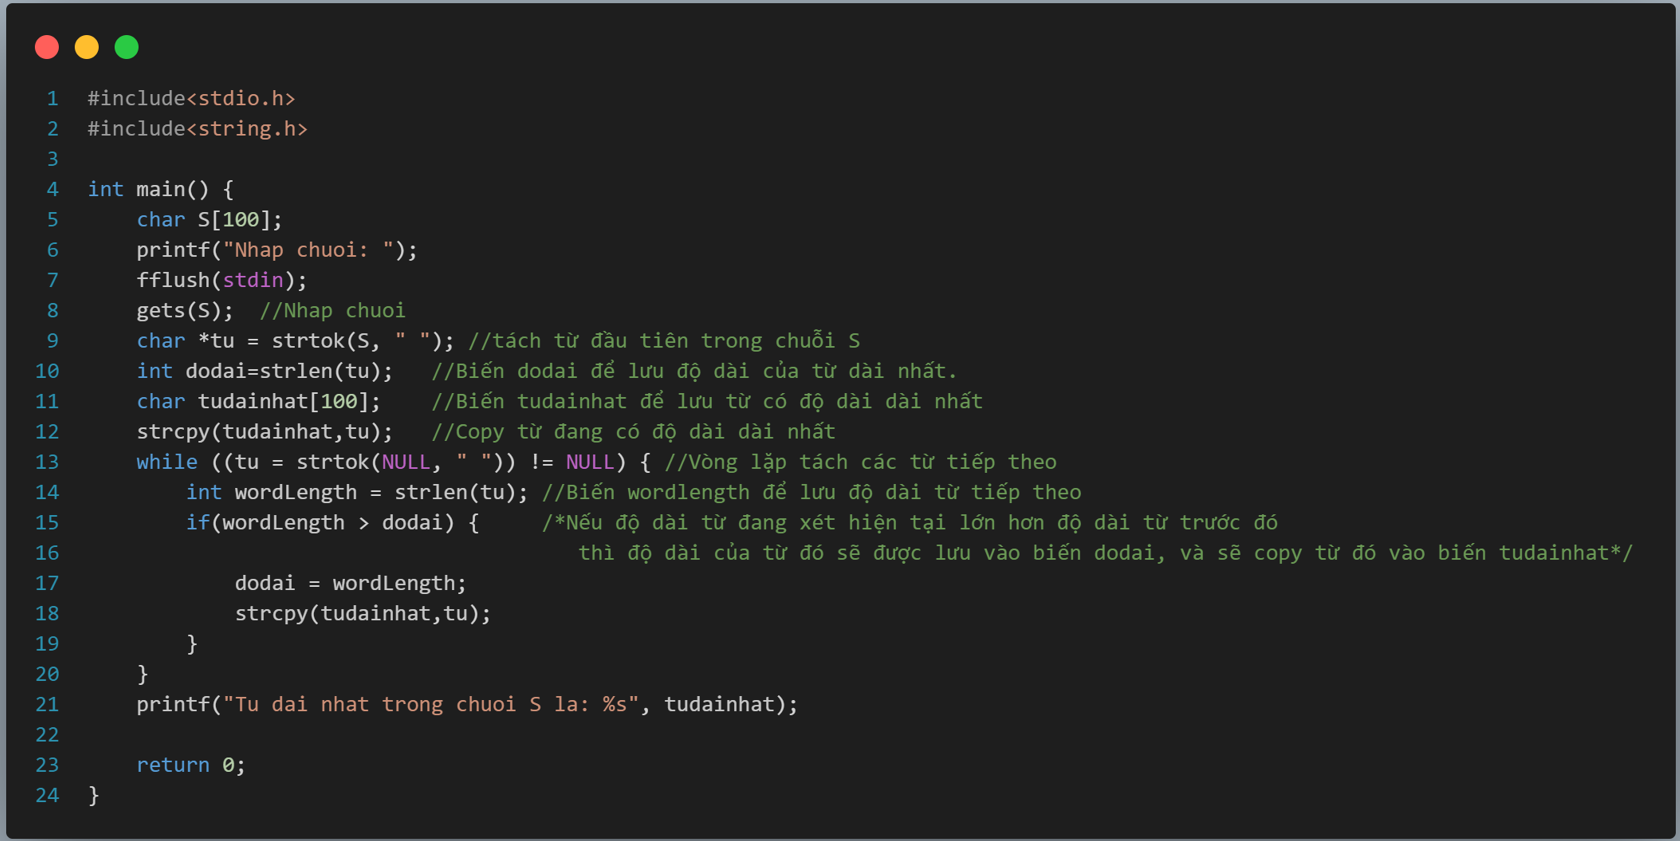 1 #include<stdio.h>
2 #include<string.h>
3
4 int main() {
5     char S[100];
6     printf("Nhap chuoi: ");
7     fflush(stdin);
8     gets(S);  //Nhap chuoi
9     char *tu = strtok(S, " "); //tách từ đầu tiên trong chuỗi S
10     int dodai=strlen(tu);   //Biến dodai để lưu độ dài của từ dài nhất.
11     char tudainhat[100];    //Biến tudainhat để lưu từ có độ dài dài nhất
12     strcpy(tudainhat,tu);   //Copy từ đang có độ dài dài nhất
13     while ((tu = strtok(NULL, " ")) != NULL) { //Vòng lặp tách các từ tiếp theo
14         int wordLength = strlen(tu); //Biến wordlength để lưu độ dài từ tiếp theo
15         if(wordLength > dodai) {     /*Nếu độ dài từ đang xét hiện tại lớn hơn độ dài từ trước đó
16                                         thì độ dài của từ đó sẽ được lưu vào biến dodai, và sẽ copy từ đó vào biến tudainhat*/
17             dodai = wordLength;
18             strcpy(tudainhat,tu);
19         }
20     }
21     printf("Tu dai nhat trong chuoi S la: %s", tudainhat);
22
23     return 0;
24 }